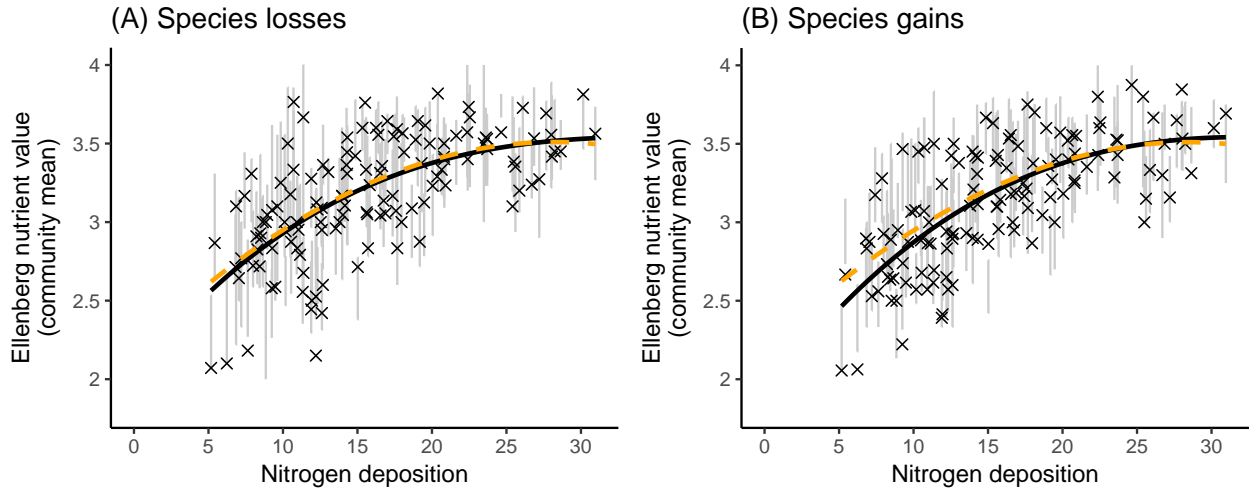 (A) Species losses
Ellenberg nutrient value
(community mean)
4
3.5
3
2.5
2
0 5 10 15 20 25 30
Nitrogen deposition
(B) Species gains
Ellenberg nutrient value
(community mean)
4
3.5
3
2.5
2
0 5 10 15 20 25 30
Nitrogen deposition